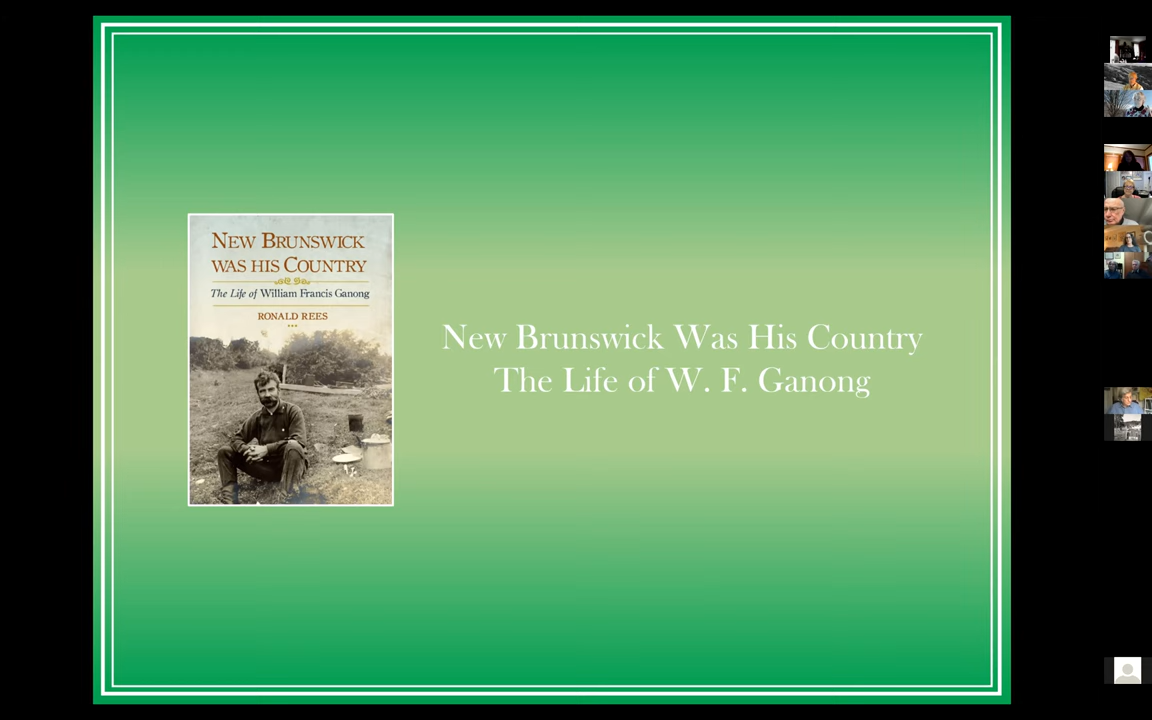 NEW BRUNSWICK
WAS HIS COUNTRY
The Life of William Francis Ganong
RONALD REES
New Brunswick Was His Country
The Life of W. F. Ganong